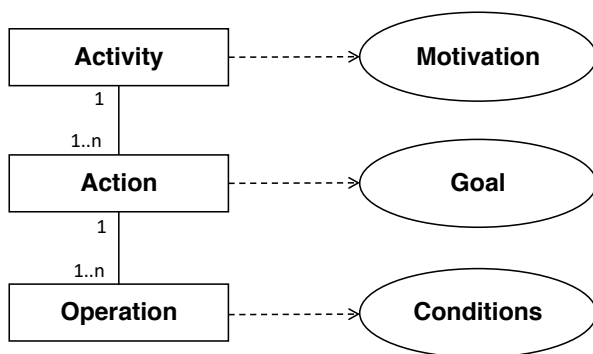 Activity
Motivation
1
1..n
Action
Goal
1
1..n
Operation
Conditions